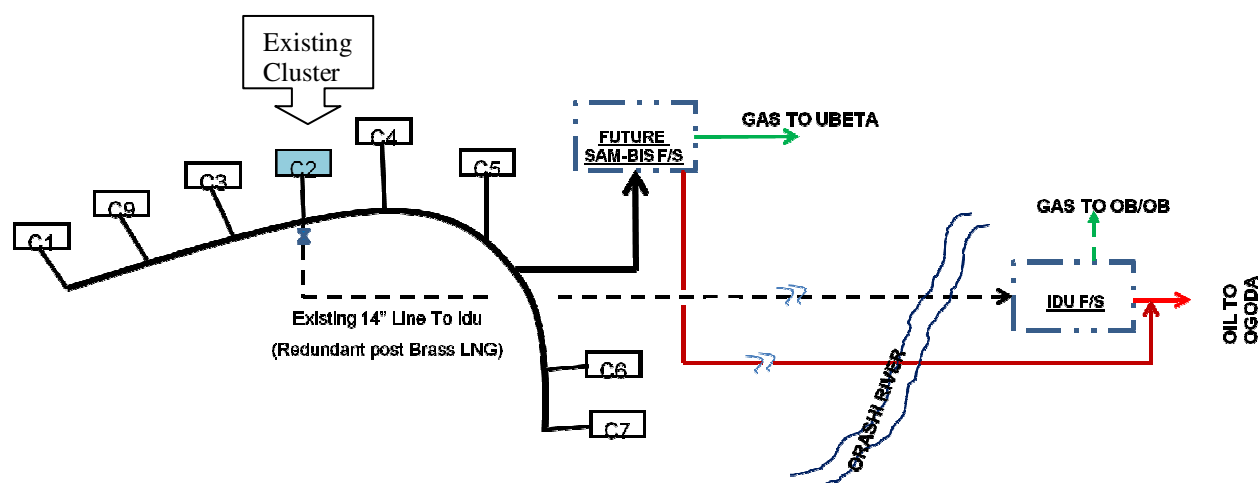 Existing
Cluster
C4
C2
C3
C5
C9
C1
FUTURE
SAM-BIS F/S
GAS TO UBETA
GAS TO OB/OB
IDU F/S
OIL TO
OGODA
Existing 14" Line To Idu
(Redundant post Brass LNG)
C6
C7
ORASHI RIVER